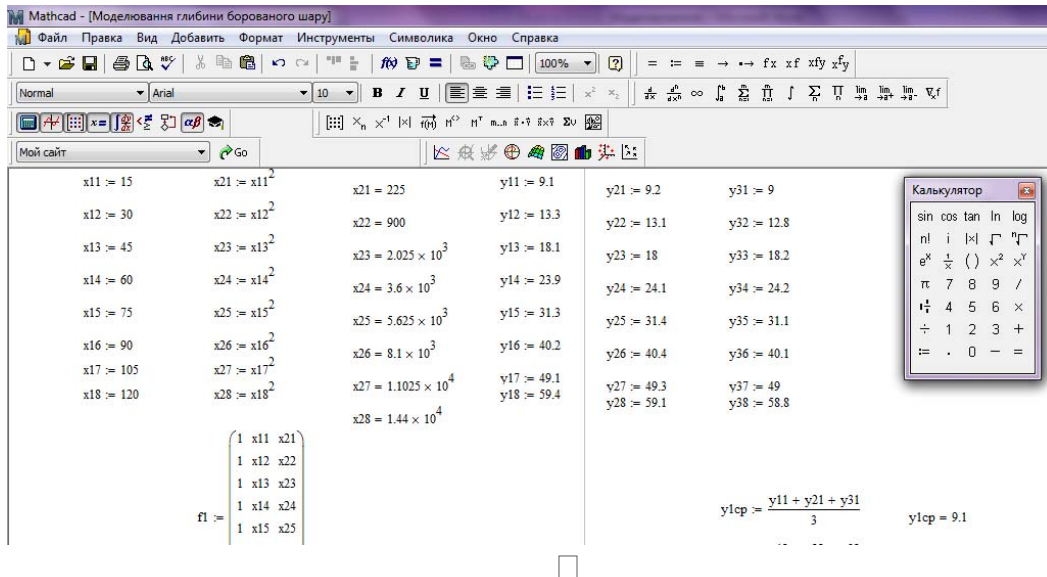 Mathcad - [Моделювання глибини борованого шару]
Файл Правка Вид Добавить Формат Инструменты Символика Окно Справка
100%
= := ≡ → •→ fx xf xfy xfy
Normal Arial 10 B I U
Мой сайт Go
x11 := 15 x21 := x11² x21 = 225 y11 := 9.1 y21 := 9.2 y31 := 9
x12 := 30 x22 := x12² x22 = 900 y12 := 13.3 y22 := 13.1 y32 := 12.8
x13 := 45 x23 := x13² x23 = 2.025 × 10³ y13 := 18.1 y23 := 18 y33 := 18.2
x14 := 60 x24 := x14² x24 = 3.6 × 10³ y14 := 23.9 y24 := 24.1 y34 := 24.2
x15 := 75 x25 := x15² x25 = 5.625 × 10³ y15 := 31.3 y25 := 31.4 y35 := 31.1
x16 := 90 x26 := x16² x26 = 8.1 × 10³ y16 := 40.2 y26 := 40.4 y36 := 40.1
x17 := 105 x27 := x17² x27 = 1.1025 × 10⁴ y17 := 49.1 y27 := 49.3 y37 := 49
x18 := 120 x28 := x18² x28 = 1.44 × 10⁴ y18 := 59.4 y28 := 59.1 y38 := 58.8
Калькулятор
sin cos tan ln log
n! i |×| √ ⁿ√
eˣ 1/x ( ) ×² ×ʸ
π 7 8 9 /
4 5 6 ×
÷ 1 2 3 +
:= . 0 − =
1 x11 x21
1 x12 x22
1 x13 x23
f1 := 1 x14 x24
1 x15 x25
y1cp := (y11 + y21 + y31) / 3 y1cp = 9.1